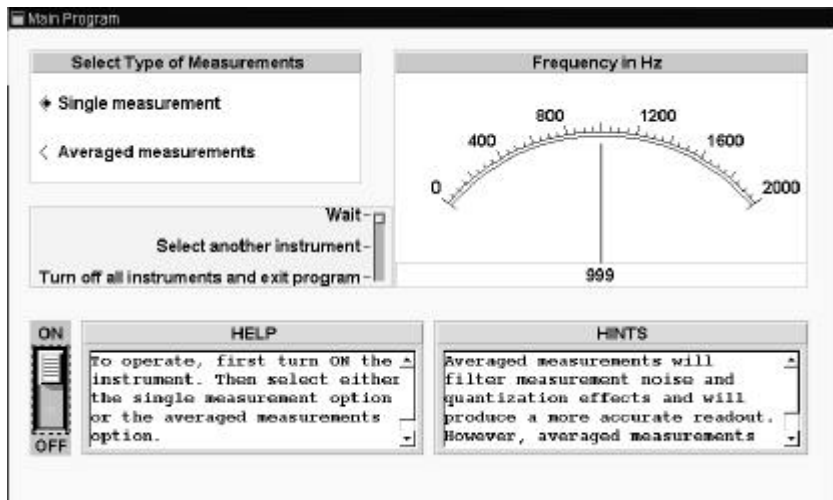 Main Program
Select Type of Measurements
Single measurement
Averaged measurements
Frequency in Hz
0
400
800
1200
1600
2000
999
Wait
Select another instrument
Turn off all instruments and exit program
ON
OFF
HELP
To operate, first turn ON the
instrument. Then select either
the single measurement option
or the averaged measurements
option.
HINTS
Averaged measurements will
filter measurement noise and
quantization effects and will
produce a more accurate readout.
However, averaged measurements